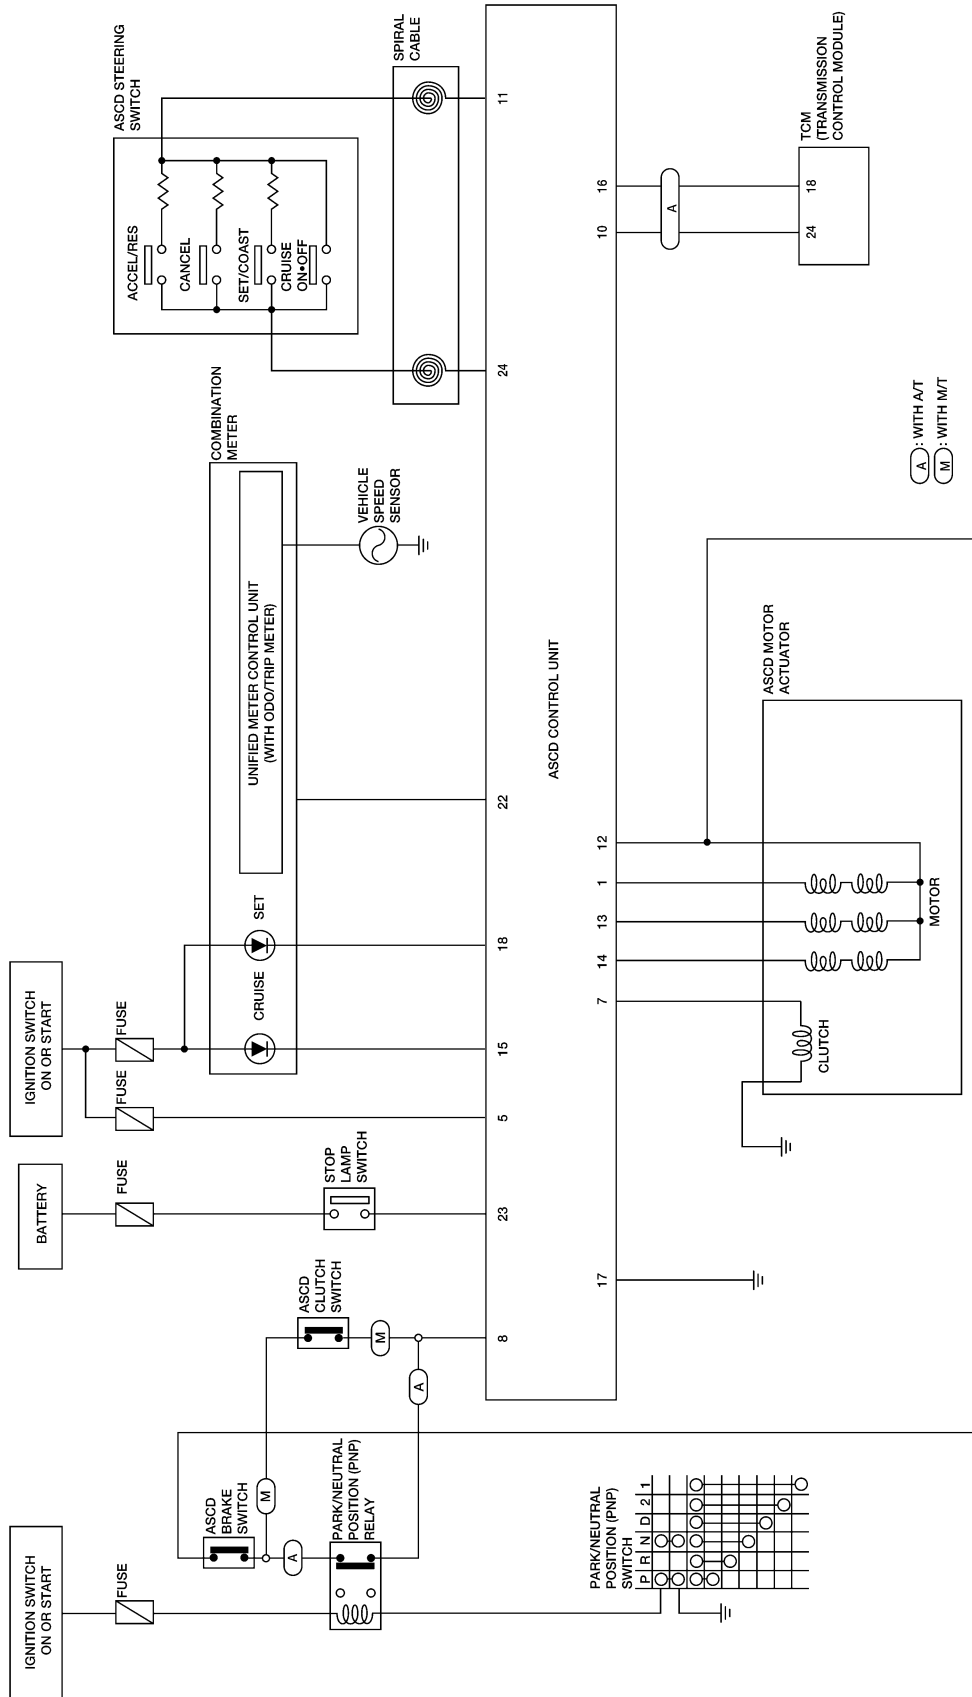 IGNITION SWITCH
ON OR START
FUSE
ASCD
BRAKE
SWITCH
M
A
PARK/NEUTRAL
POSITION (PNP)
RELAY
ASCD
CLUTCH
SWITCH
M
A
8
PARK/NEUTRAL
POSITION (PNP)
SWITCH
P R N D 2 1
BATTERY
FUSE
STOP
LAMP
SWITCH
23
17
IGNITION SWITCH
ON OR START
FUSE
FUSE
5
15
18
CRUISE
SET
COMBINATION
METER
UNIFIED METER CONTROL UNIT
(WITH ODO/TRIP METER)
22
VEHICLE
SPEED
SENSOR
ASCD STEERING
SWITCH
ACCEL/RES
CANCEL
SET/COAST
CRUISE
ON•OFF
SPIRAL
CABLE
24
11
ASCD CONTROL UNIT
7
14
13
1
12
10
16
A
24
18
TCM
(TRANSMISSION
CONTROL MODULE)
ASCD MOTOR
ACTUATOR
CLUTCH
MOTOR
A : WITH A/T
M : WITH M/T